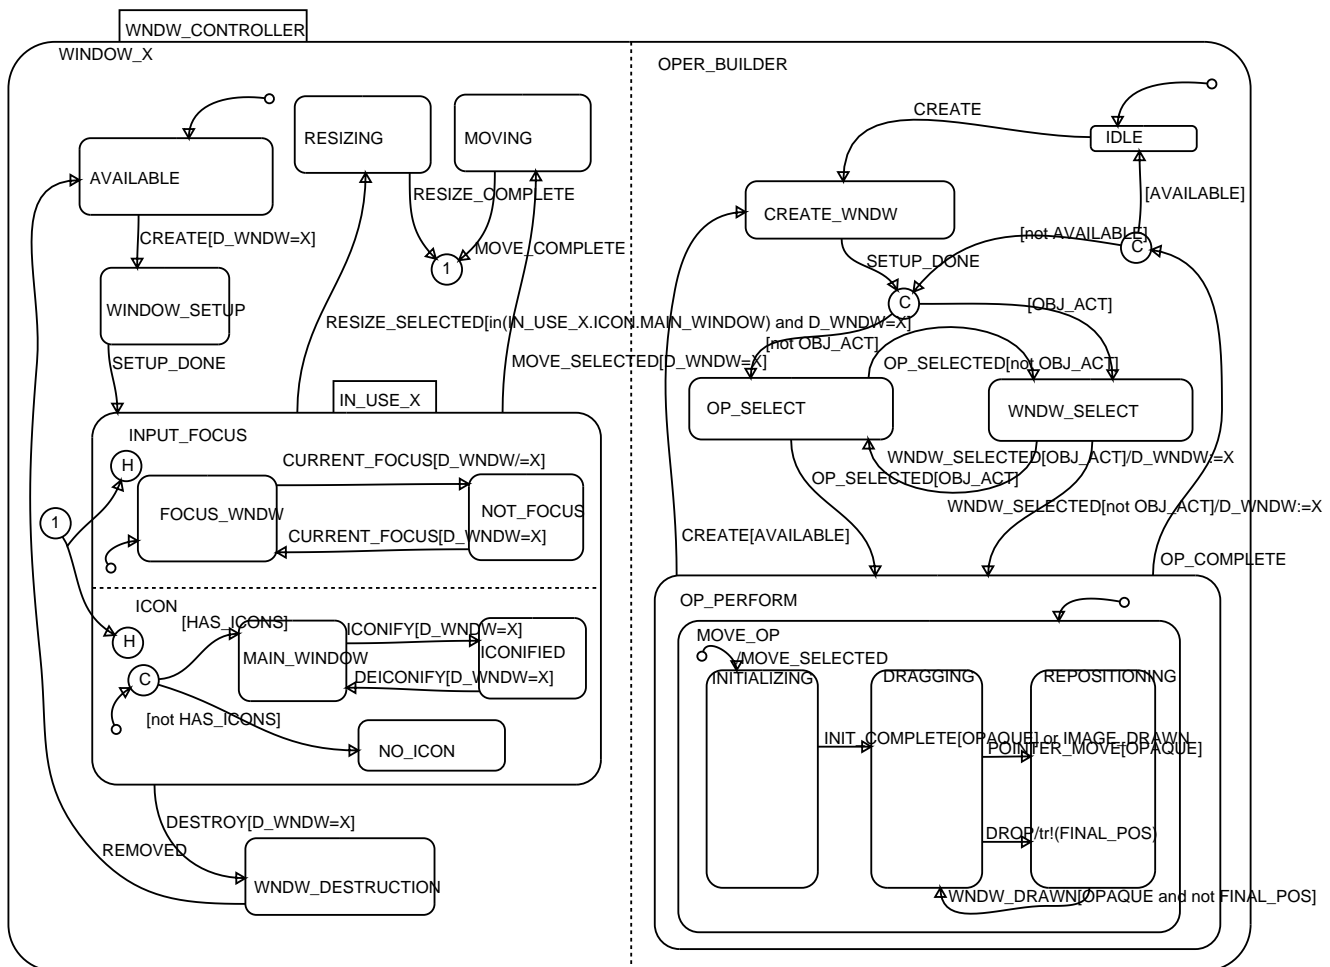 WNDW_CONTROLLER
WINDOW_X
OPER_BUILDER
RESIZING
MOVING
CREATE
IDLE
AVAILABLE
RESIZE_COMPLETE
[AVAILABLE]
CREATE_WNDW
CREATE[D_WNDW=X]
MOVE_COMPLETE
[not AVAILABLE]
C
1
SETUP_DONE
WINDOW_SETUP
C
[OBJ_ACT]
RESIZE_SELECTED[in(IN_USE_X.ICON.MAIN_WINDOW) and D_WNDW=X]
[not OBJ_ACT]
SETUP_DONE
MOVE_SELECTED[D_WNDW=X]
OP_SELECTED[not OBJ_ACT]
IN_USE_X
OP_SELECT
WNDW_SELECT
INPUT_FOCUS
H
CURRENT_FOCUS[D_WNDW/=X]
WNDW_SELECTED[OBJ_ACT]/D_WNDW:=X
OP_SELECTED[OBJ_ACT]
FOCUS_WNDW
NOT_FOCUS
WNDW_SELECTED[not OBJ_ACT]/D_WNDW:=X
1
CURRENT_FOCUS[D_WNDW=X]
CREATE[AVAILABLE]
OP_COMPLETE
ICON
OP_PERFORM
[HAS_ICONS]
ICONIFY[D_WNDW=X]
H
MOVE_OP
MAIN_WINDOW
ICONIFIED
/MOVE_SELECTED
C
DEICONIFY[D_WNDW=X]
INITIALIZING
DRAGGING
REPOSITIONING
[not HAS_ICONS]
INIT_COMPLETE[OPAQUE] or IMAGE_DRAWN
NO_ICON
POINTER_MOVE[OPAQUE]
DESTROY[D_WNDW=X]
DROP/tr!(FINAL_POS)
REMOVED
WNDW_DESTRUCTION
WNDW_DRAWN[OPAQUE and not FINAL_POS]